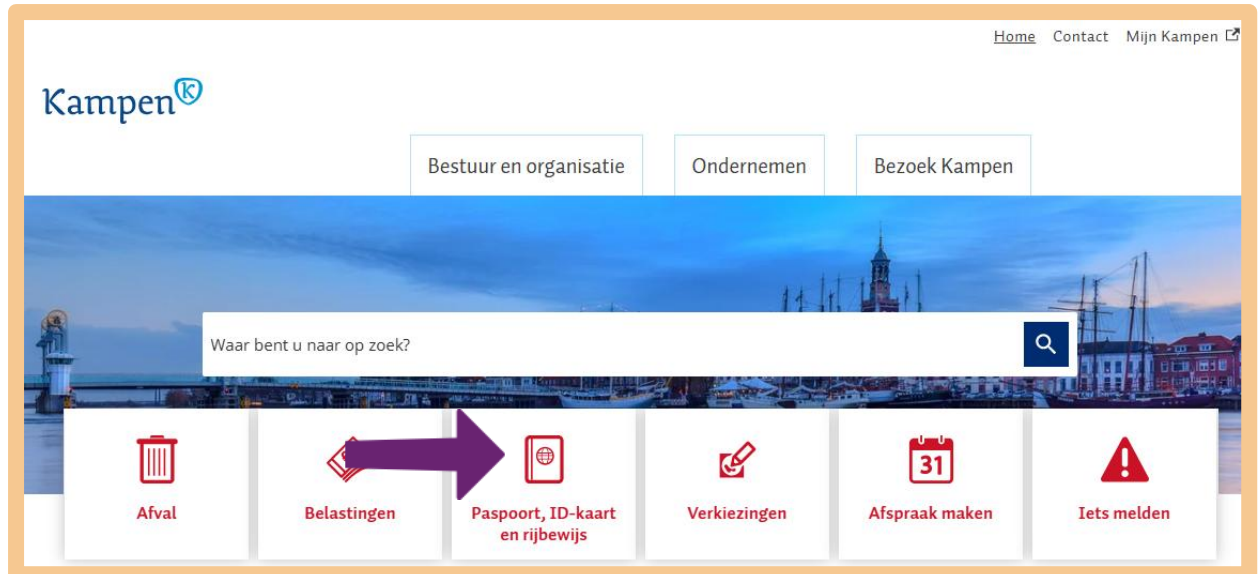 Home Contact Mijn Kampen
Kampen K
Bestuur en organisatie Ondernemen Bezoek Kampen
Waar bent u naar op zoek?
31
Afval Belastingen Paspoort, ID-kaart Verkiezingen Afspraak maken Iets melden
en rijbewijs